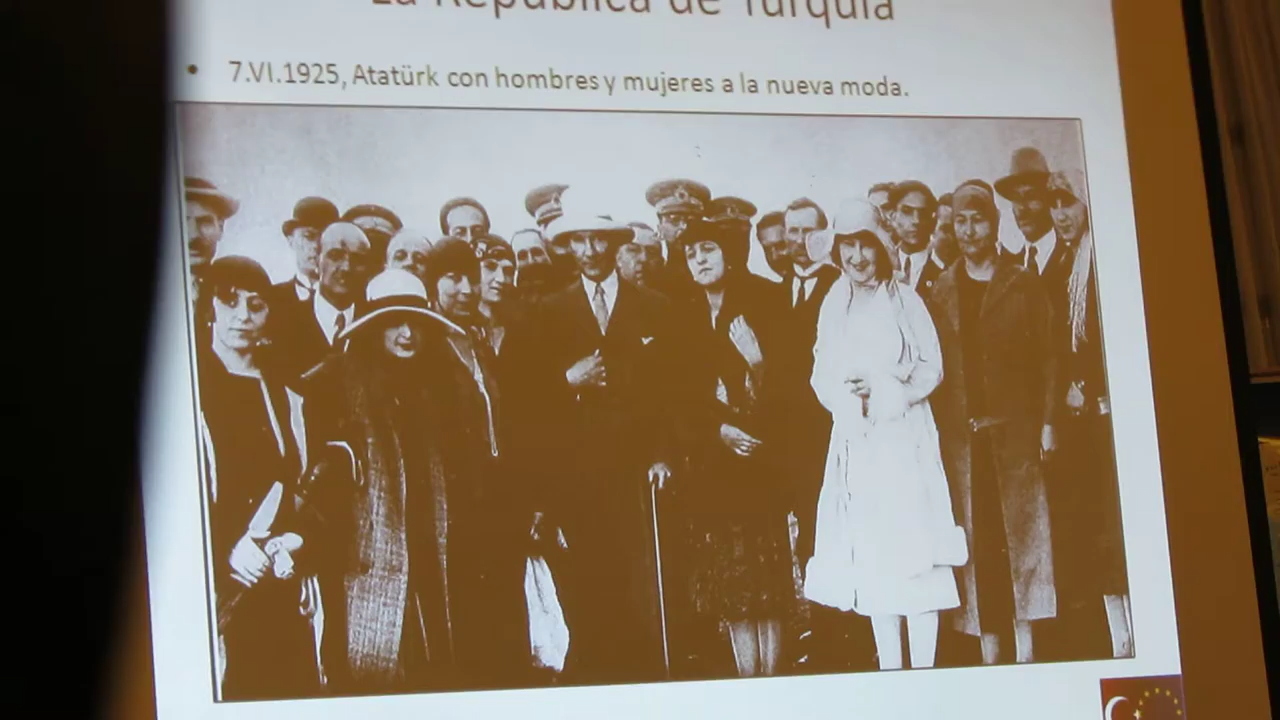 La República de Turquía
• 7.VI.1925, Atatürk con hombres y mujeres a la nueva moda.